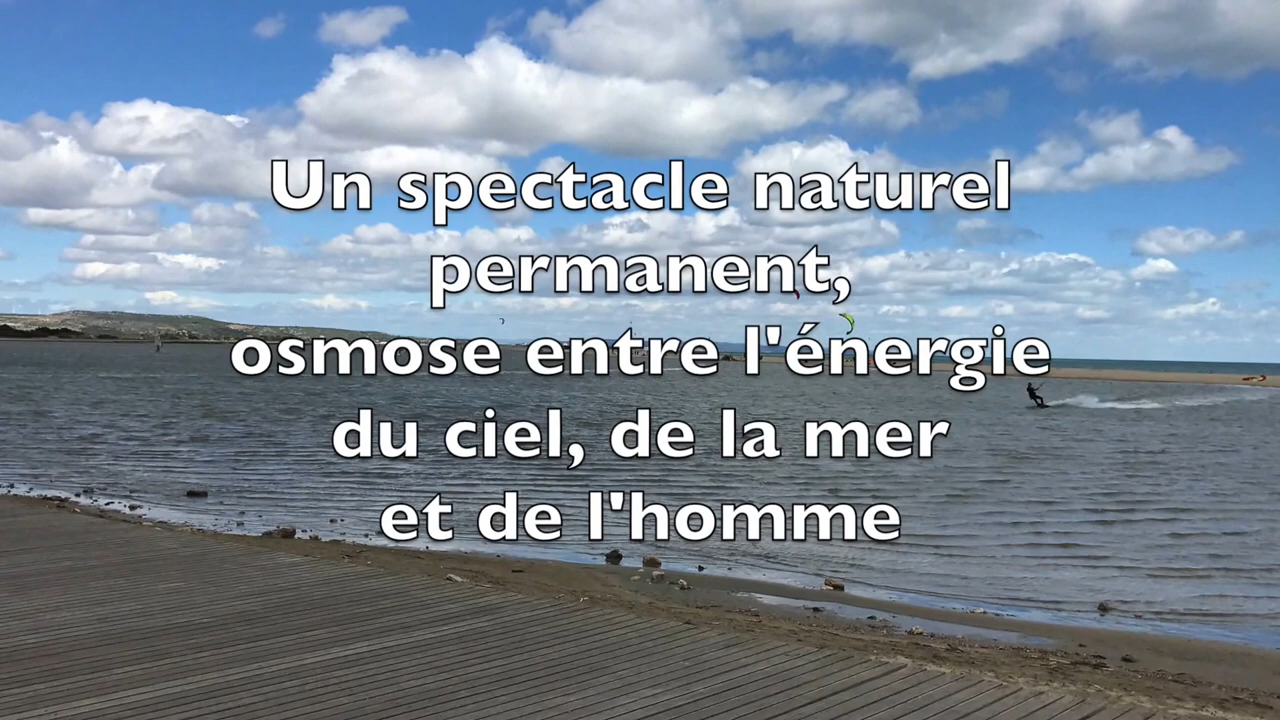 Un spectacle naturel
permanent,
osmose entre l'énergie
du ciel, de la mer
et de l'homme